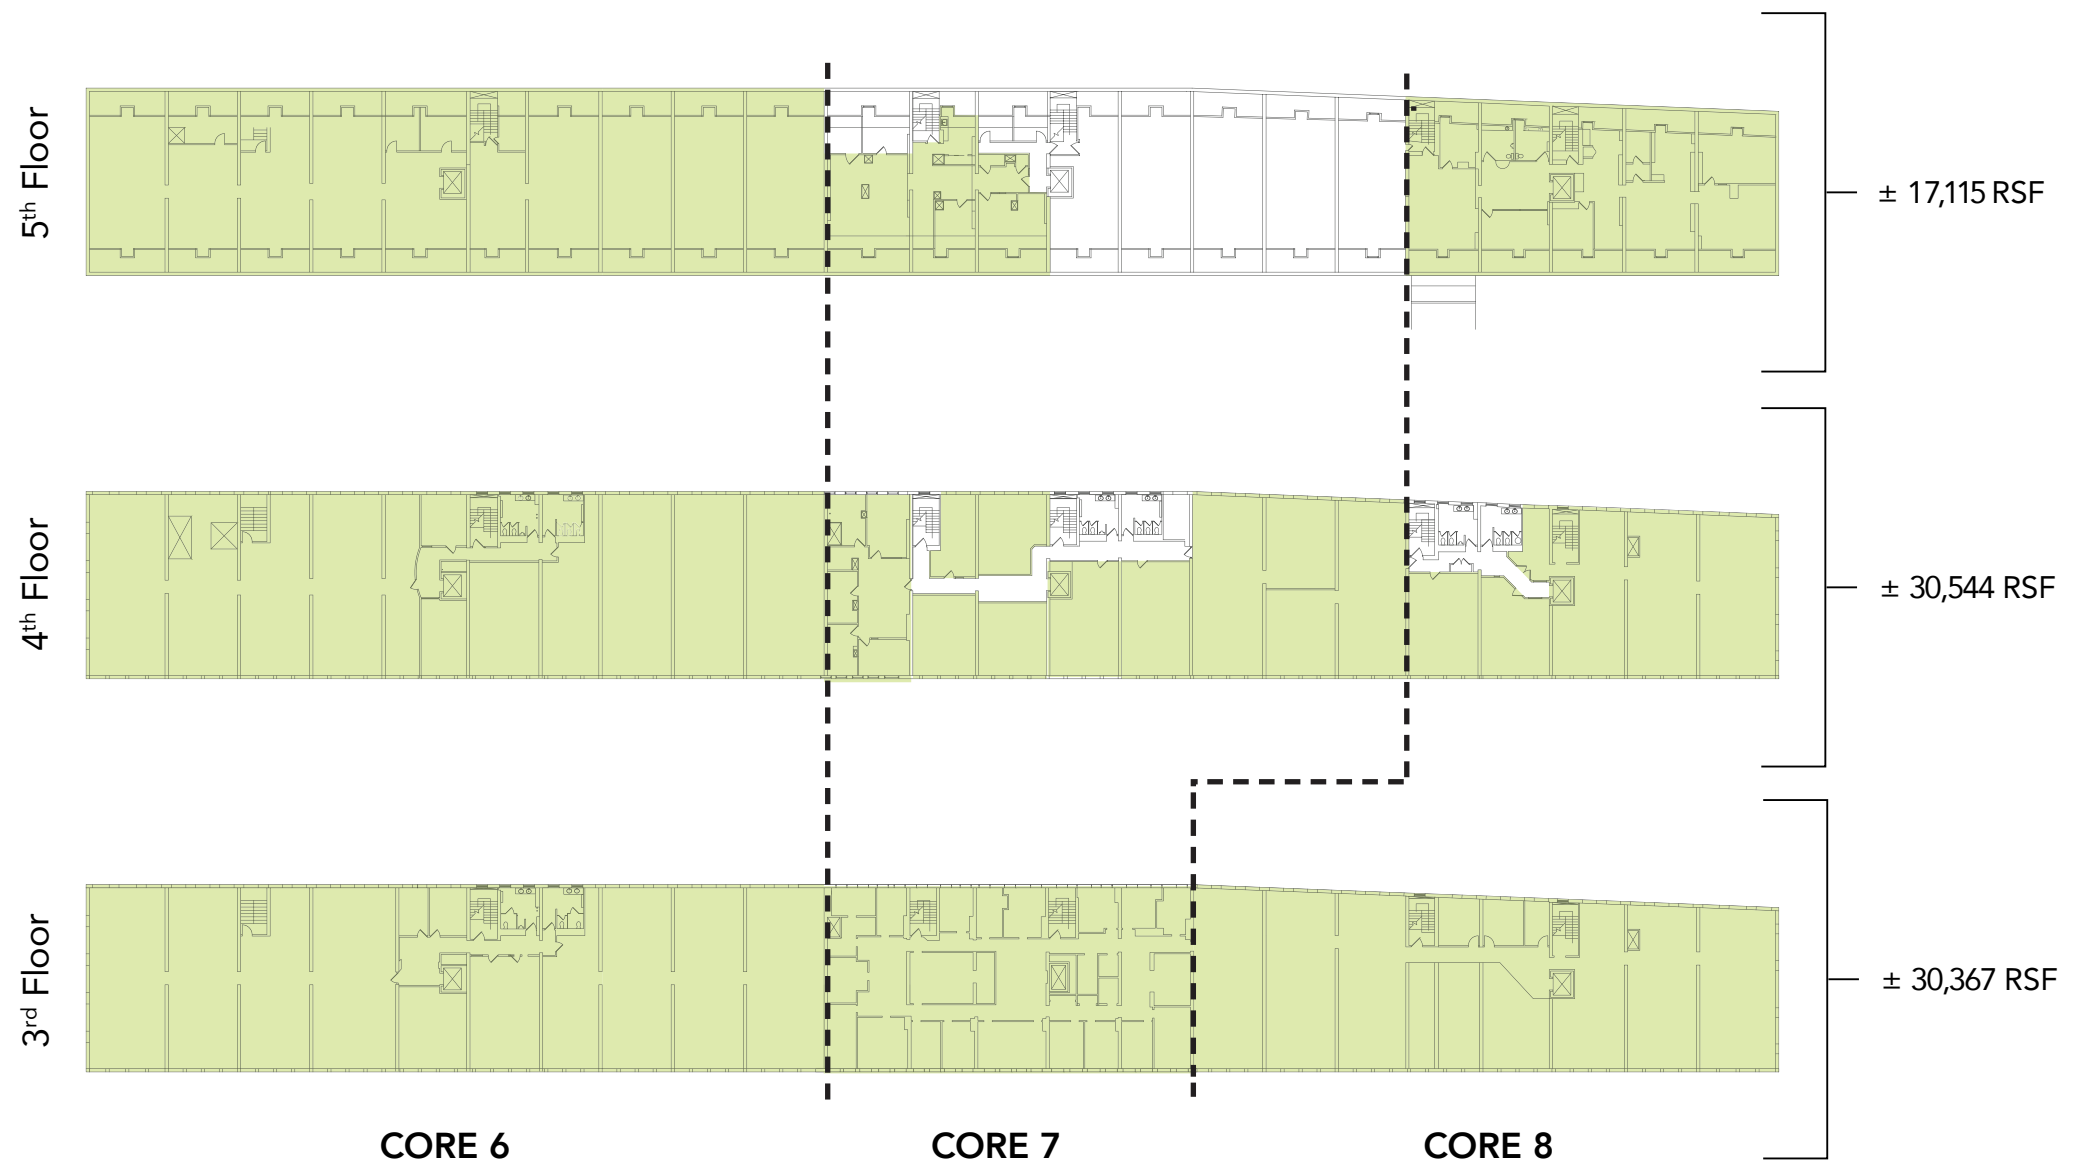 5th Floor
± 17,115 RSF
4th Floor
± 30,544 RSF
3rd Floor
± 30,367 RSF
CORE 6
CORE 7
CORE 8